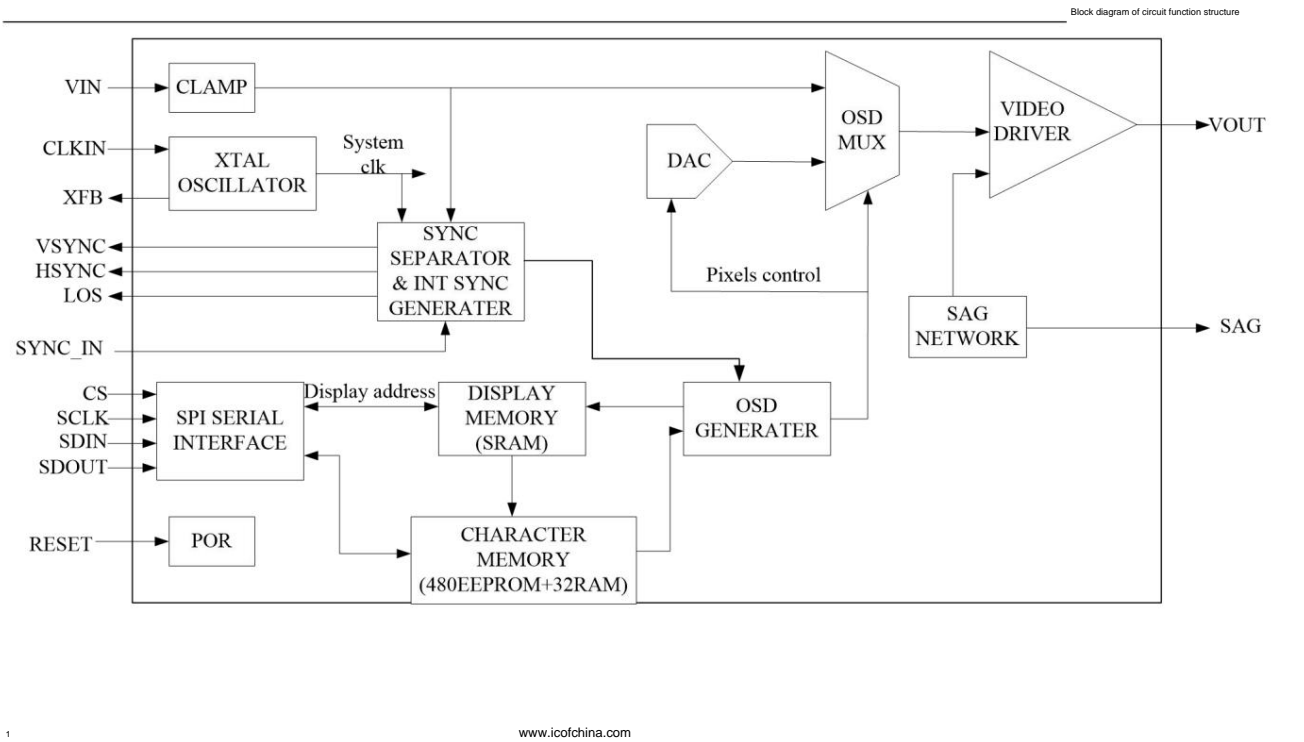 Block diagram of circuit function structure
VIN
CLAMP
CLKIN
XTAL
OSCILLATOR
System
clk
XFB
VSYNC
HSYNC
LOS
SYNC
SEPARATOR
& INT SYNC
GENERATER
SYNC_IN
DAC
OSD
MUX
VIDEO
DRIVER
VOUT
Pixels control
SAG
NETWORK
SAG
CS
SCLK
SDIN
SDOUT
SPI SERIAL
INTERFACE
Display address
DISPLAY
MEMORY
(SRAM)
OSD
GENERATER
RESET
POR
CHARACTER
MEMORY
(480EEPROM+32RAM)
1
www.icofchina.com